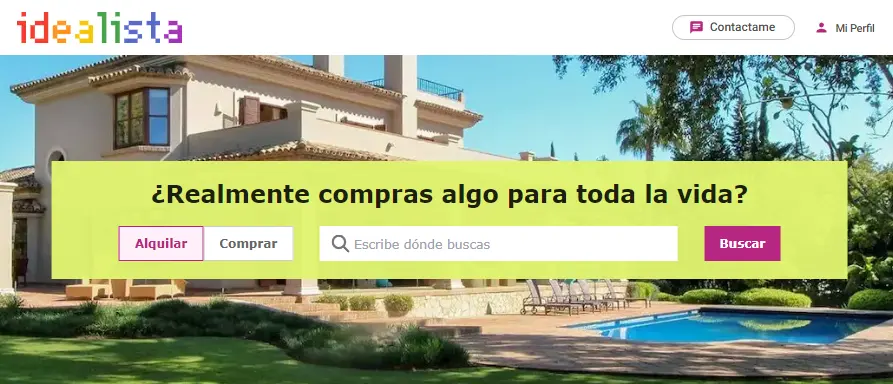 idealista
Contactame
Mi Perfil
¿Realmente compras algo para toda la vida?
Alquilar
Comprar
Escribe dónde buscas
Buscar